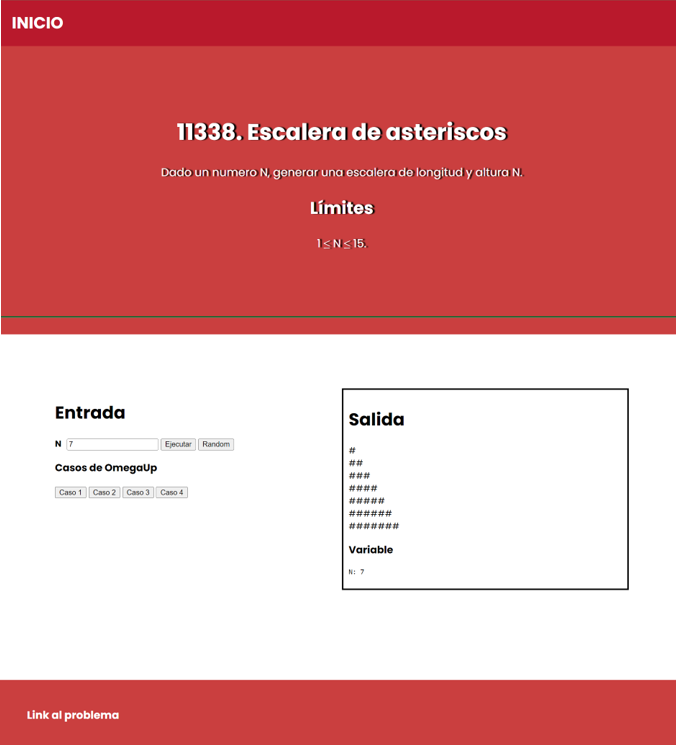 INICIO
11338. Escalera de asteriscos
Dado un numero N, generar una escalera de longitud y altura N.
Límites
1 ≤ N ≤ 15.
Entrada
N 7 Ejecutar Random
Casos de OmegaUp
Caso 1 Caso 2 Caso 3 Caso 4
Salida
#
##
###
####
#####
######
#######
Variable
N: 7
Link al problema